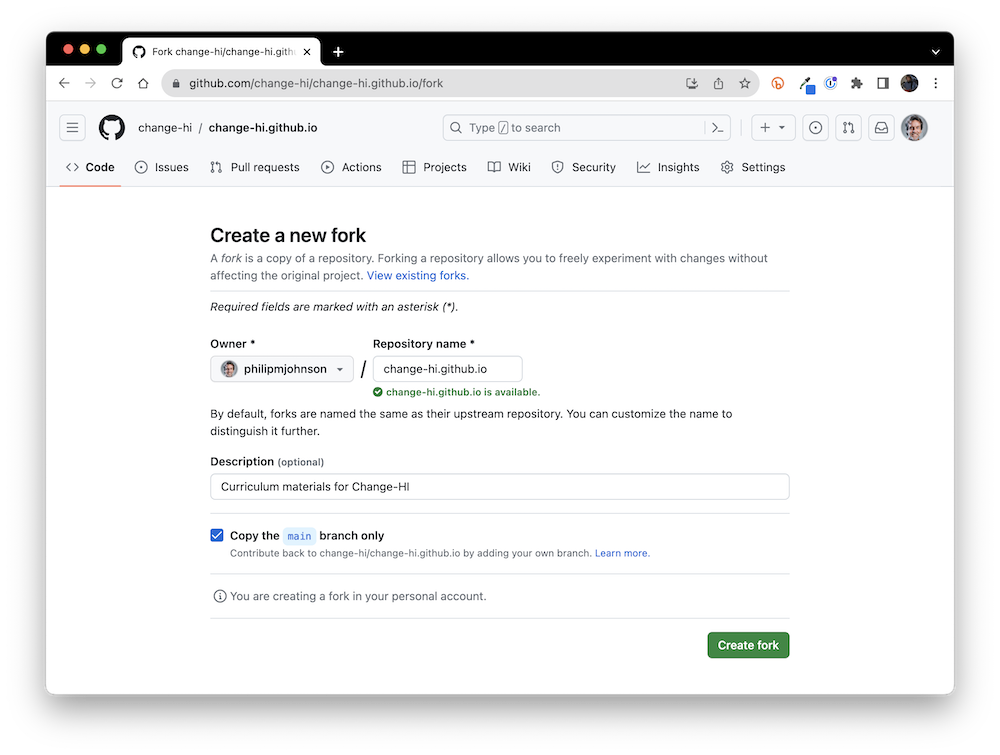 Fork change-hi/change-hi.gith
github.com/change-hi/change-hi.github.io/fork
change-hi / change-hi.github.io
Type / to search
Code Issues Pull requests Actions Projects Wiki Security Insights Settings
Create a new fork
A fork is a copy of a repository. Forking a repository allows you to freely experiment with changes without
affecting the original project. View existing forks.
Required fields are marked with an asterisk (*).
Owner * Repository name *
philipmjohnson / change-hi.github.io
change-hi.github.io is available.
By default, forks are named the same as their upstream repository. You can customize the name to
distinguish it further.
Description (optional)
Curriculum materials for Change-HI
Copy the main branch only
Contribute back to change-hi/change-hi.github.io by adding your own branch. Learn more.
You are creating a fork in your personal account.
Create fork